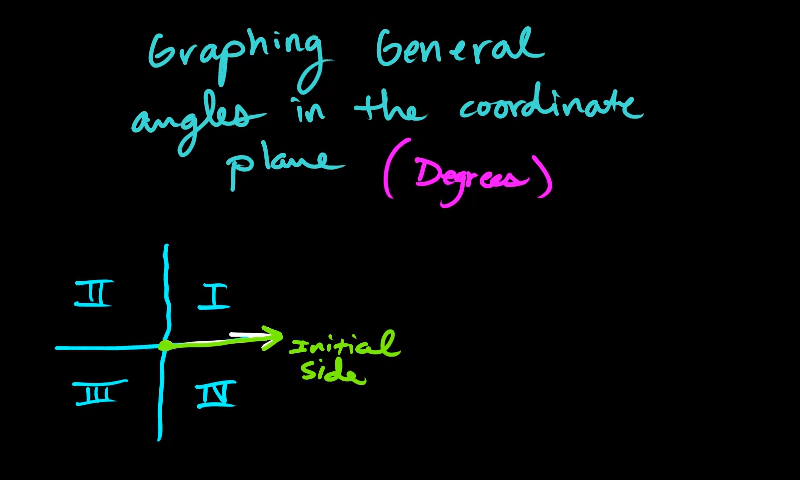 Graphing General
angles in the coordinate
plane (Degrees)
II I
Initial
side
III IV